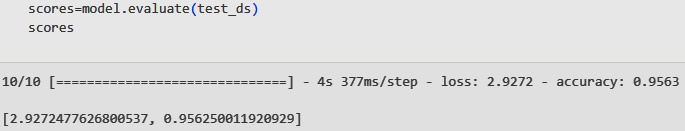 scores=model.evaluate(test_ds)
scores
10/10 [==============================] - 4s 377ms/step - loss: 2.9272 - accuracy: 0.9563
[2.9272477626800537, 0.956250011920929]